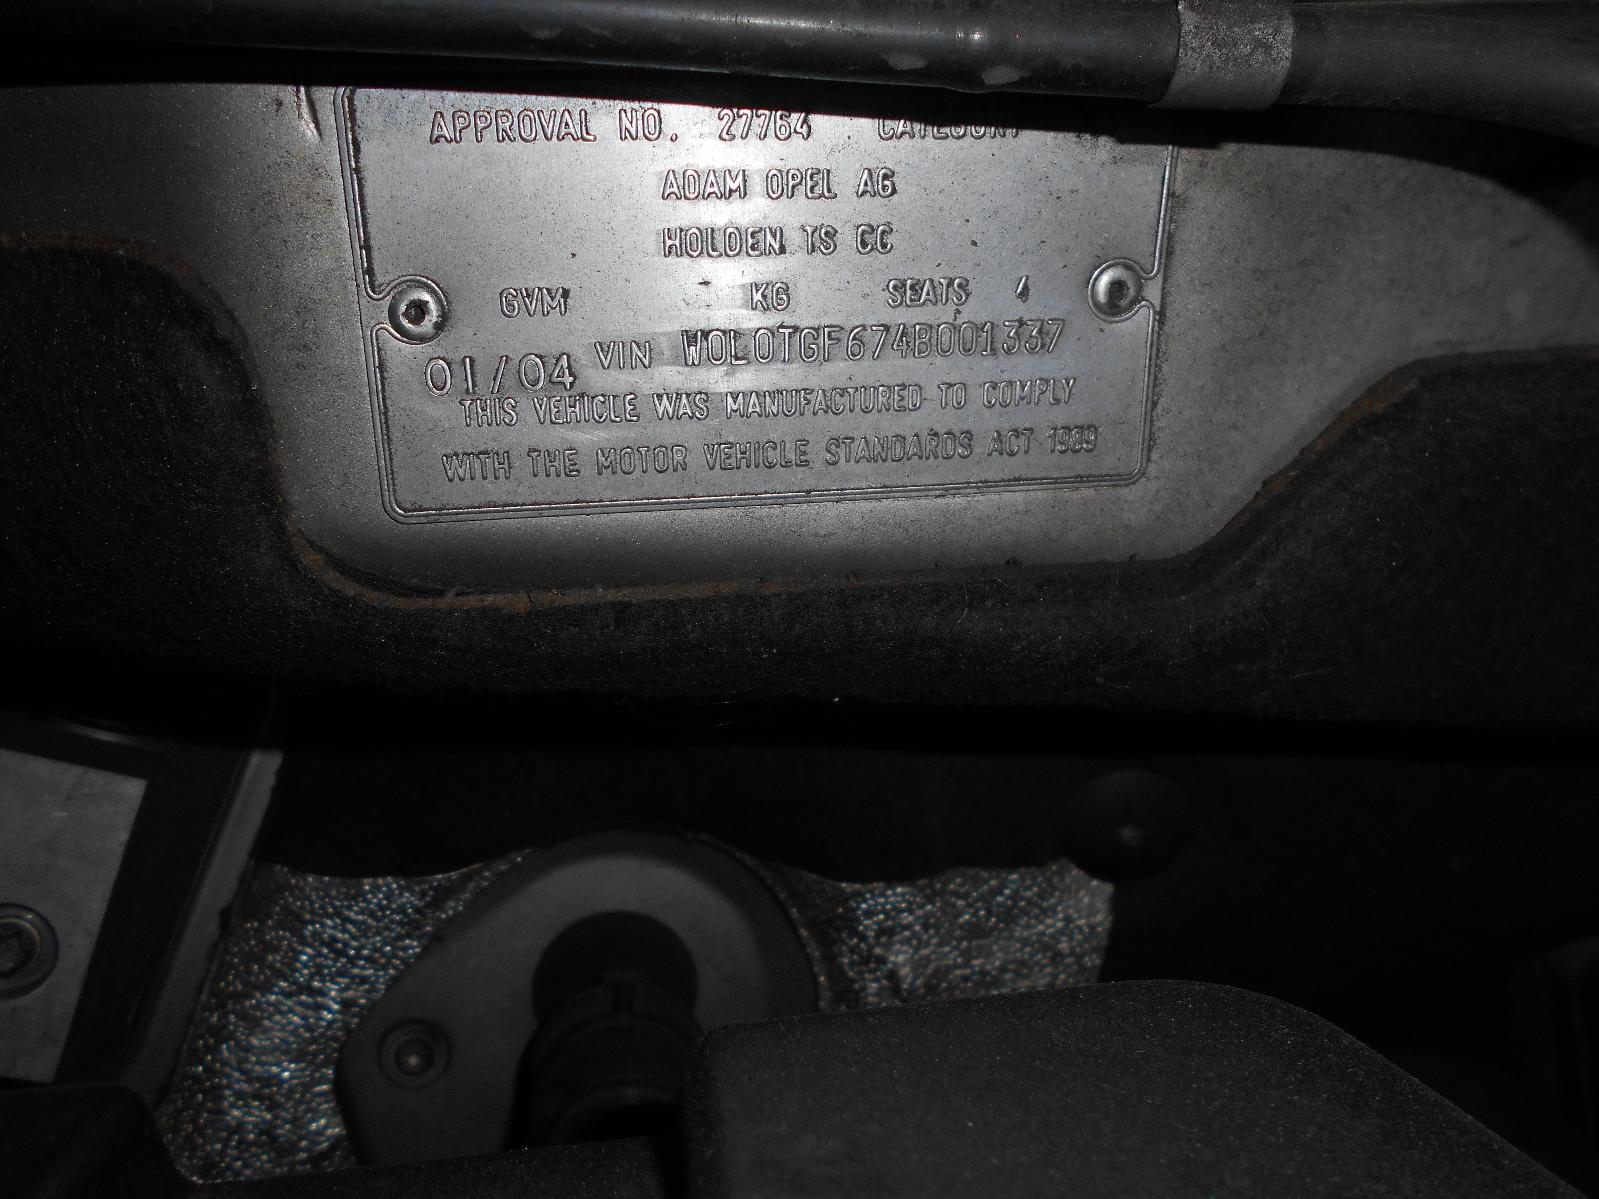 APPROVAL NO. 27764 CATEGORY
ADAM OPEL AG
HOLDEN TS CC
GVM KG SEATS 4
01/04 VIN W0L0TGF674B001337
THIS VEHICLE WAS MANUFACTURED TO COMPLY
WITH THE MOTOR VEHICLE STANDARDS ACT 1989